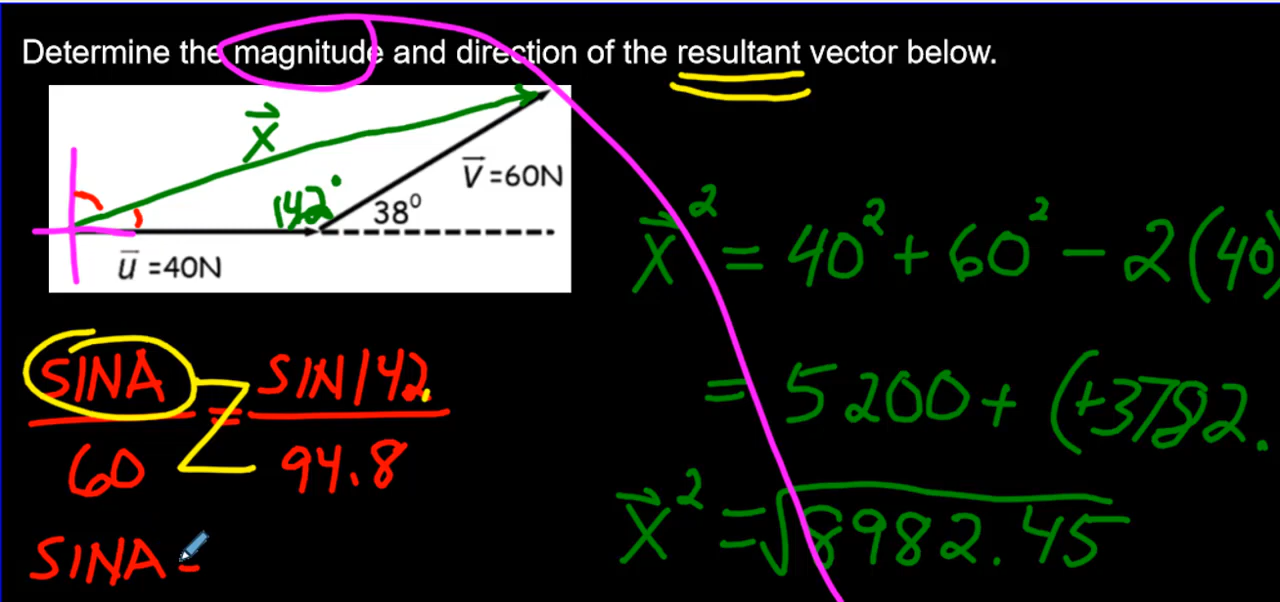 Determine the magnitude and direction of the resultant vector below.
X
142°
38⁰
V =60N
u =40N
X² = 40² + 60² - 2(40)
= 5200 + (+3782.
X² = √8982.45
SINA/60 = SIN142/94.8
SINA =